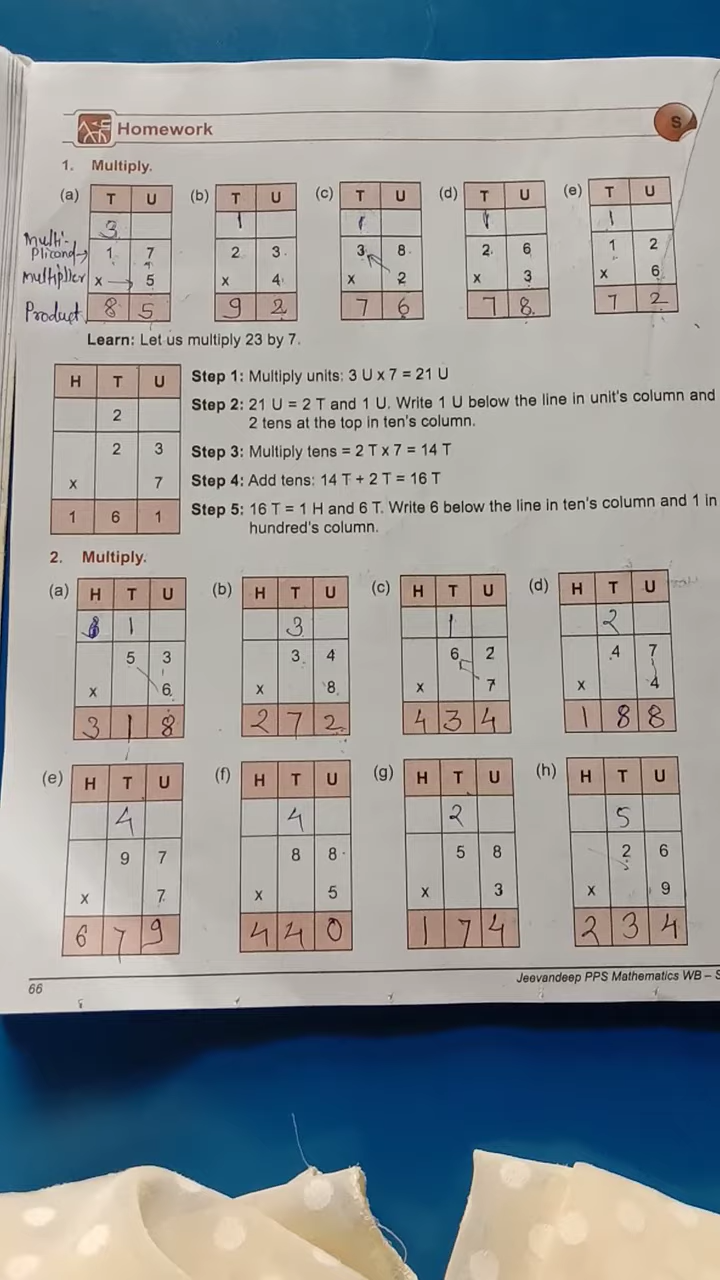 Homework
S
1. Multiply.
(a) T U (b) T U (c) T U (d) T U (e) T U
3 1 1 1 1
Multi-
plicand→ 1 7 2 3 3 8 2 6 1 2
multiplier x 5 x 4 x 2 x 3 x 6
Product 8 5 9 2 7 6 7 8 7 2
Learn: Let us multiply 23 by 7.
H T U
2
2 3
x 7
1 6 1
Step 1: Multiply units: 3 U x 7 = 21 U
Step 2: 21 U = 2 T and 1 U. Write 1 U below the line in unit's column and
2 tens at the top in ten's column.
Step 3: Multiply tens = 2 T x 7 = 14 T
Step 4: Add tens: 14 T + 2 T = 16 T
Step 5: 16 T = 1 H and 6 T. Write 6 below the line in ten's column and 1 in
hundred's column.
2. Multiply.
(a) H T U (b) H T U (c) H T U (d) H T U
1 3 1 2
5 3 3 4 6 2 4 7
x 6 x 8 x 7 x 4
3 1 8 2 7 2 4 3 4 1 8 8
(e) H T U (f) H T U (g) H T U (h) H T U
4 4 2 5
9 7 8 8 5 8 2 6
x 7 x 5 x 3 x 9
6 7 9 4 4 0 1 7 4 2 3 4
66
Jeevandeep PPS Mathematics WB – S